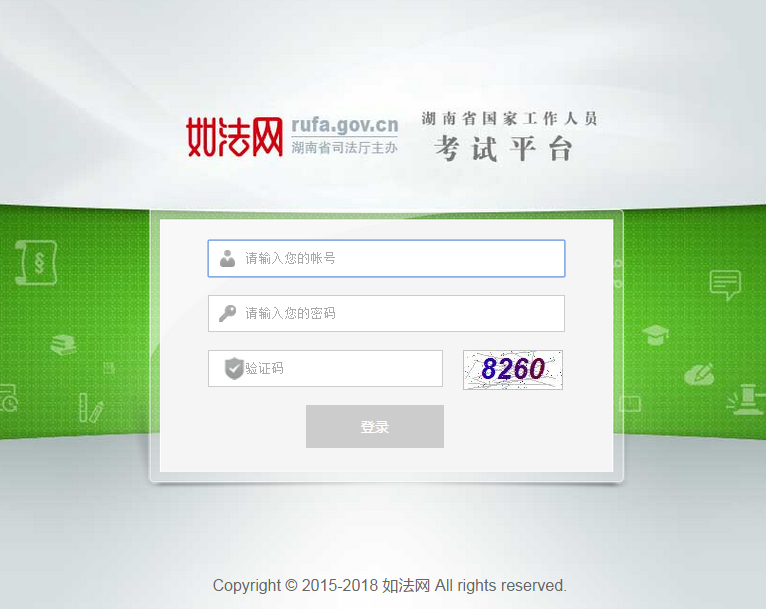 如法网
rufa.gov.cn
湖南省司法厅主办
湖南省国家工作人员
考试平台
请输入您的帐号
请输入您的密码
验证码
8260
登录
Copyright © 2015-2018 如法网 All rights reserved.